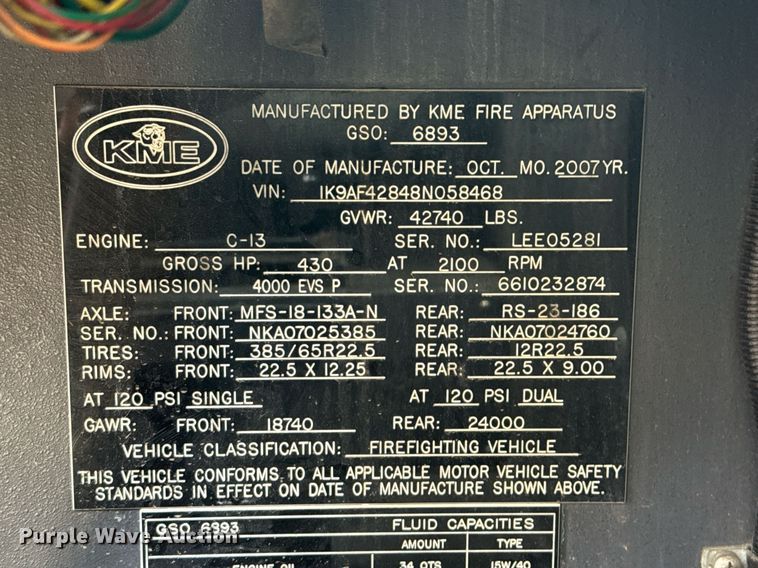 KME
MANUFACTURED BY KME FIRE APPARATUS
GSO: 6893
DATE OF MANUFACTURE: OCT. MO. 2007 YR.
VIN: 1K9AF42848N058468
GVWR: 42740 LBS.
ENGINE: C-13 SER. NO.: LEE05281
GROSS HP: 430 AT 2100 RPM
TRANSMISSION: 4000 EVS P SER. NO.: 6610232874
AXLE: FRONT: MFS-18-133A-N REAR: RS-23-186
SER. NO.: FRONT: NKA07025385 REAR: NKA07024760
TIRES: FRONT: 385/65R22.5 REAR: 12R22.5
RIMS: FRONT: 22.5 X 12.25 REAR: 22.5 X 9.00
AT 120 PSI SINGLE AT 120 PSI DUAL
GAWR: FRONT: 18740 REAR: 24000
VEHICLE CLASSIFICATION: FIREFIGHTING VEHICLE
THIS VEHICLE CONFORMS TO ALL APPLICABLE MOTOR VEHICLE SAFETY
STANDARDS IN EFFECT ON DATE OF MANUFACTURE SHOWN ABOVE.
GSO 6893 FLUID CAPACITIES
AMOUNT TYPE
ENGINE OIL 34 QTS 15W/40
Purple Wave Auction